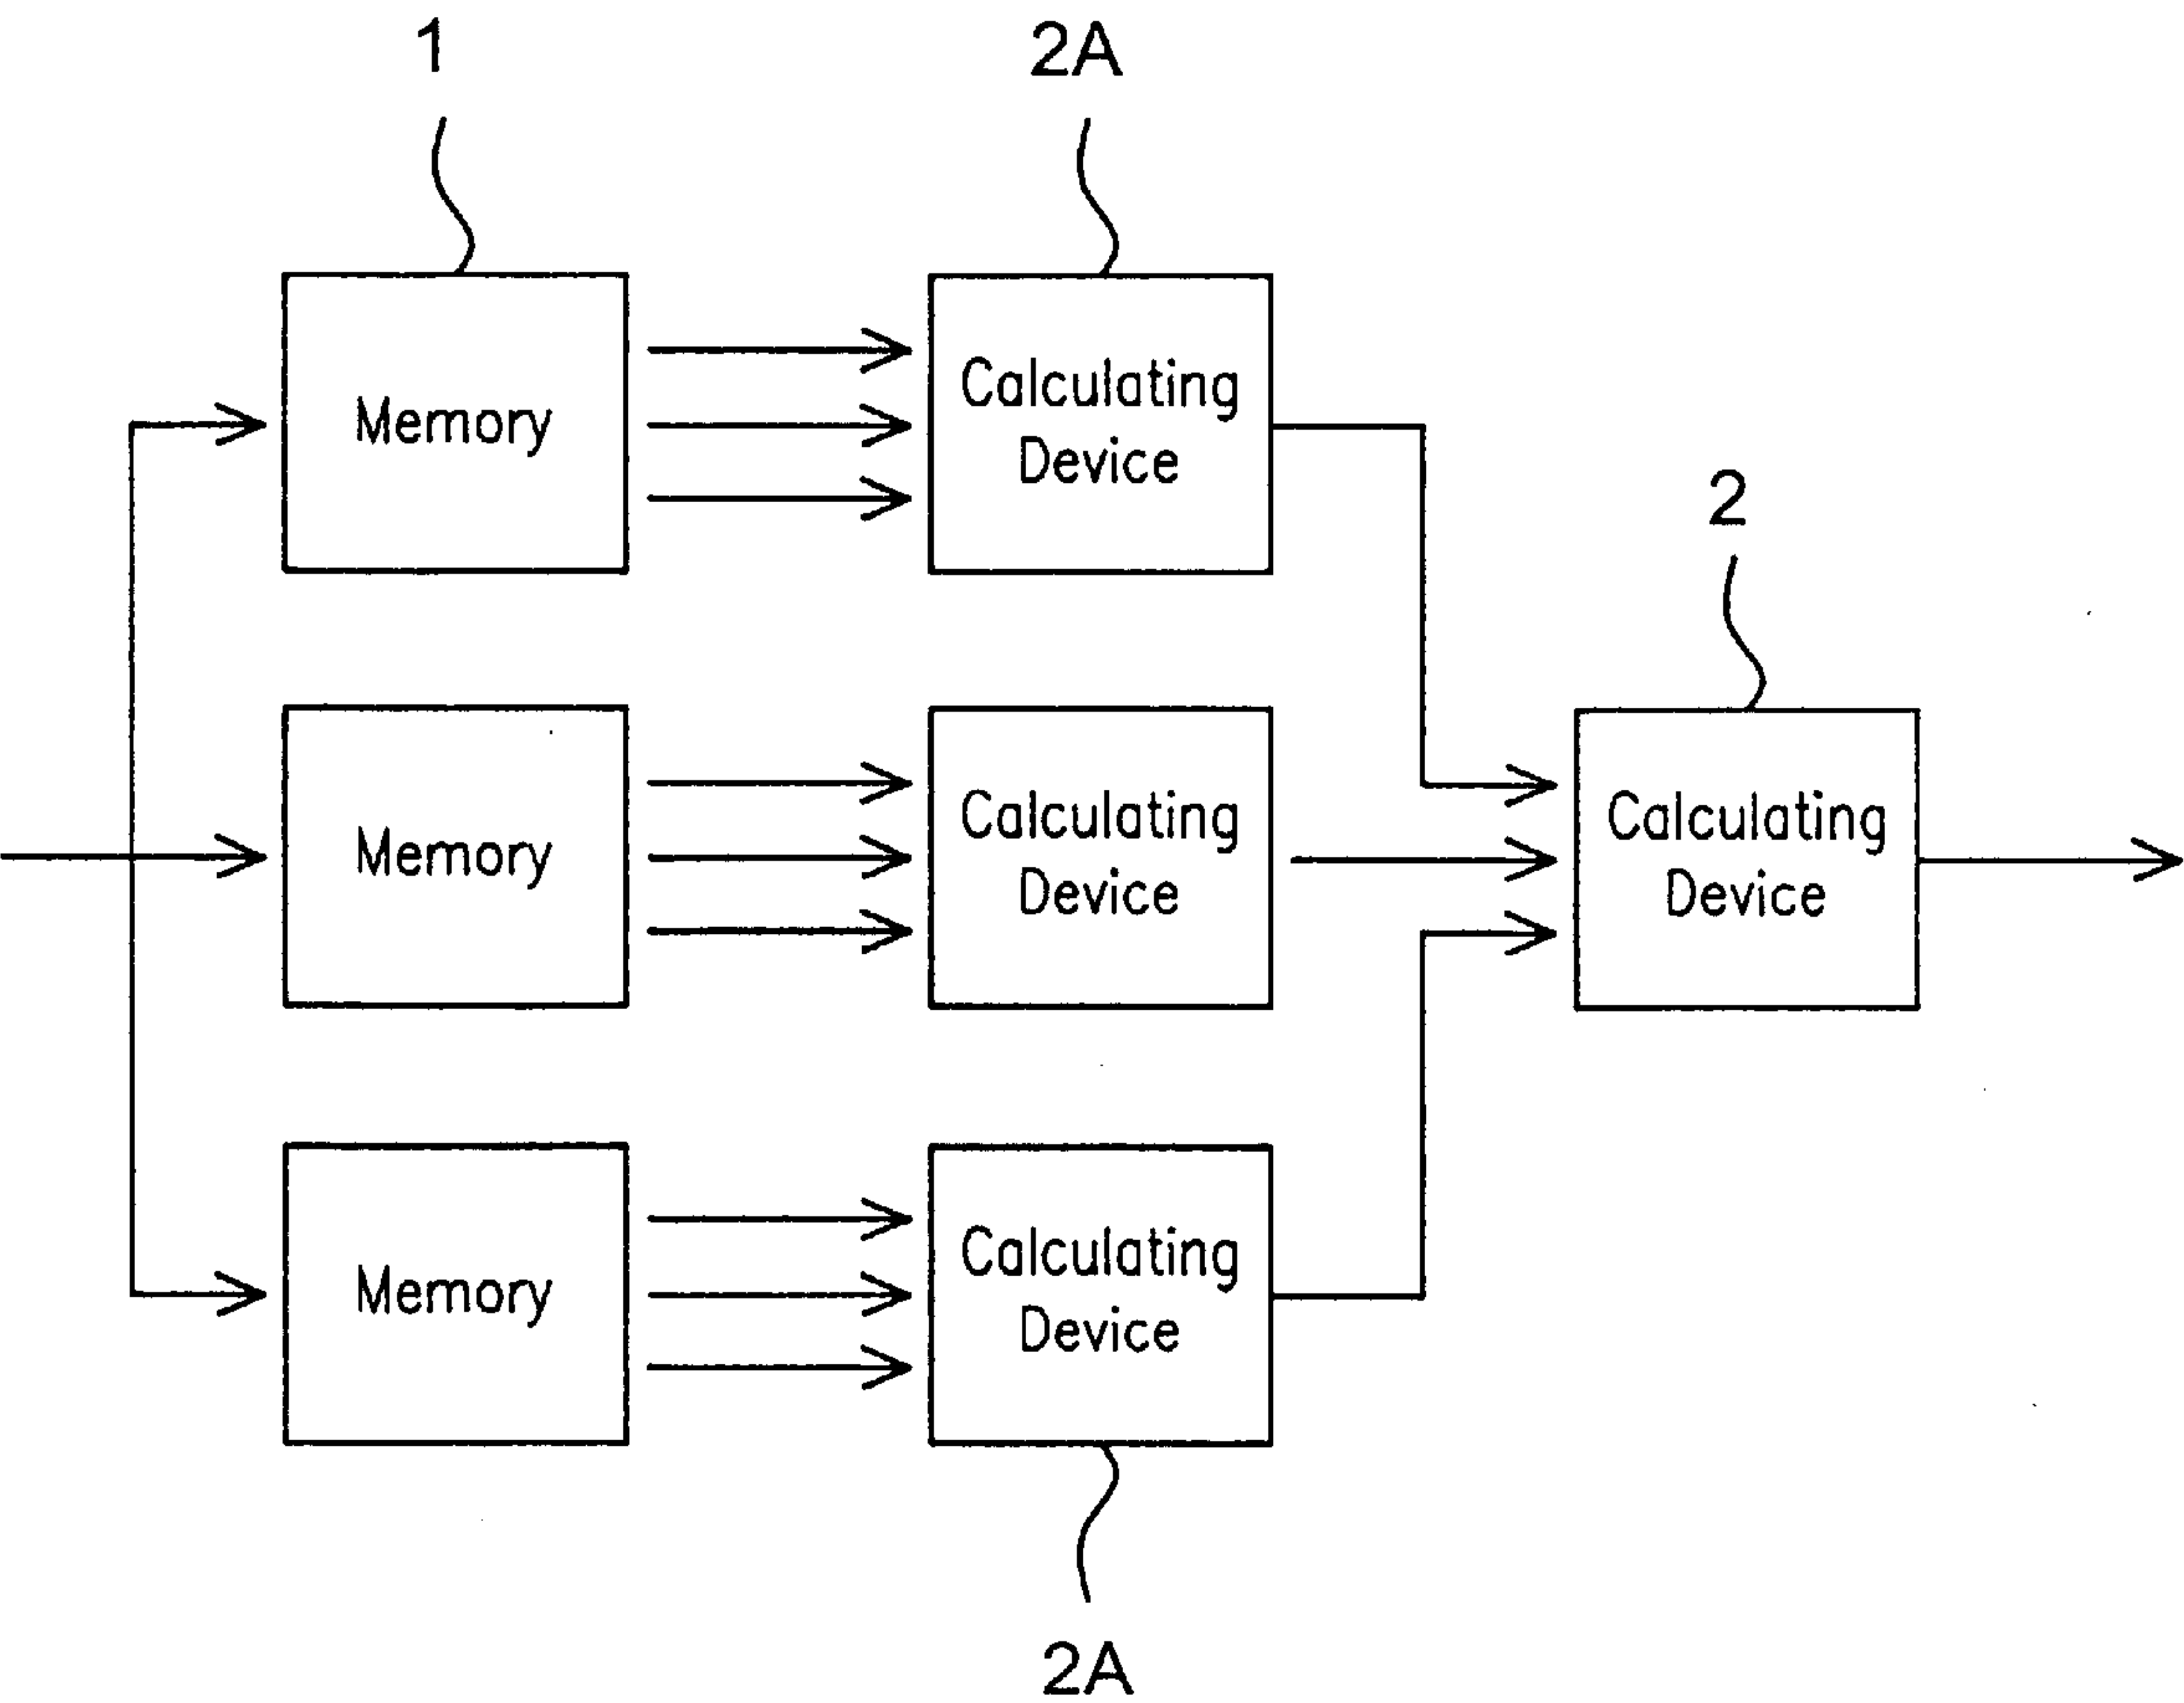 1
2A
Memory
Calculating
Device
2
Memory
Calculating
Device
Calculating
Device
Memory
Calculating
Device
2A